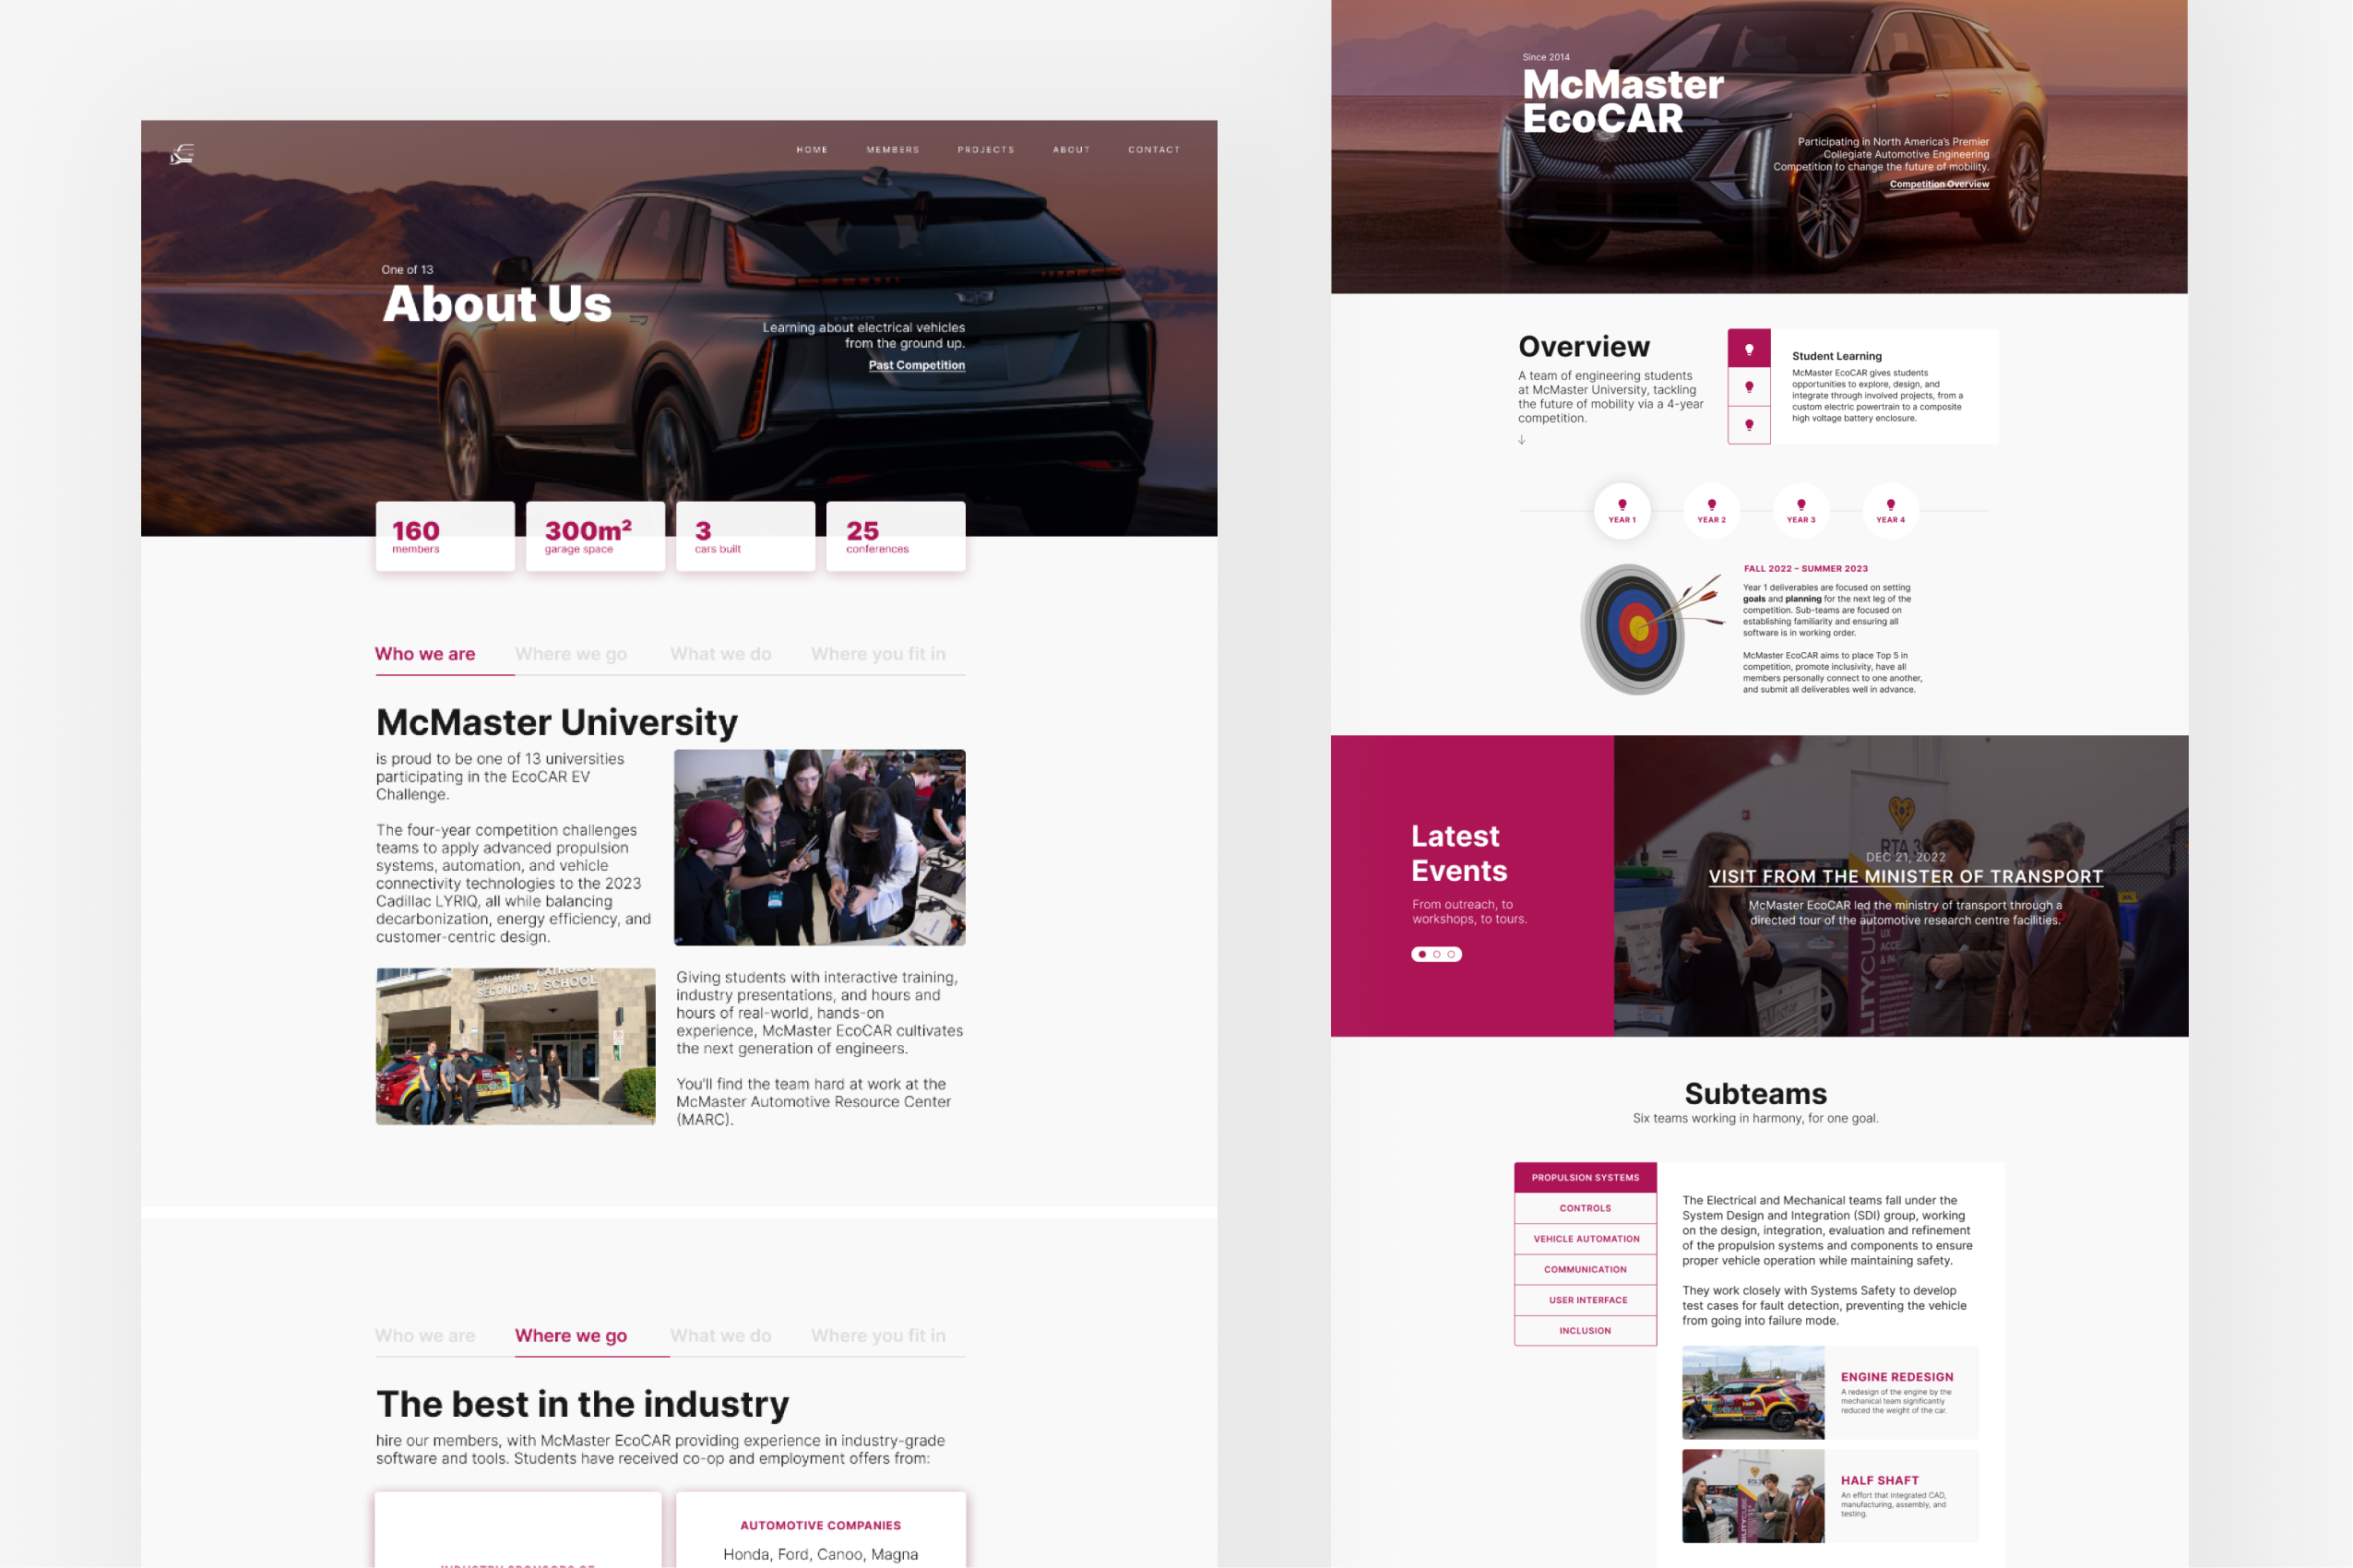 HOME MEMBERS PROJECTS ABOUT CONTACT
One of 13
About Us
Learning about electrical vehicles
from the ground up.
Past Competition
160
members
300m²
garage space
3
cars built
25
conferences
Who we are Where we go What we do Where you fit in
McMaster University
is proud to be one of 13 universities
participating in the EcoCAR EV
Challenge.
The four-year competition challenges
teams to apply advanced propulsion
systems, automation, and vehicle
connectivity technologies to the 2023
Cadillac LYRIQ, all while balancing
decarbonization, energy efficiency, and
customer-centric design.
ST. MARY CATHOLIC
SECONDARY SCHOOL
Giving students with interactive training,
industry presentations, and hours and
hours of real-world, hands-on
experience, McMaster EcoCAR cultivates
the next generation of engineers.
You'll find the team hard at work at the
McMaster Automotive Resource Center
(MARC).
Who we are Where we go What we do Where you fit in
The best in the industry
hire our members, with McMaster EcoCAR providing experience in industry-grade
software and tools. Students have received co-op and employment offers from:
AUTOMOTIVE COMPANIES
Honda, Ford, Canoo, Magna
Since 2014
McMaster
EcoCAR
Participating in North America's Premier
Collegiate Automotive Engineering
Competition to change the future of mobility.
Competition Overview
Overview
A team of engineering students
at McMaster University, tackling
the future of mobility via a 4-year
competition.
↓
Student Learning
McMaster EcoCAR gives students
opportunities to explore, design, and
integrate through involved projects, from a
custom electric powertrain to a composite
high voltage battery enclosure.
YEAR 1 YEAR 2 YEAR 3 YEAR 4
FALL 2022 – SUMMER 2023
Year 1 deliverables are focused on setting
goals and planning for the next leg of the
competition. Sub-teams are focused on
establishing familiarity and ensuring all
software is in working order.
McMaster EcoCAR aims to place Top 5 in
competition, promote inclusivity, have all
members personally connect to one another,
and submit all deliverables well in advance.
Latest
Events
From outreach, to
workshops, to tours.
RTA 3
DEC 21, 2022
VISIT FROM THE MINISTER OF TRANSPORT
McMaster EcoCAR led the ministry of transport through a
directed tour of the automotive research centre facilities.
Subteams
Six teams working in harmony, for one goal.
PROPULSION SYSTEMS
CONTROLS
VEHICLE AUTOMATION
COMMUNICATION
USER INTERFACE
INCLUSION
The Electrical and Mechanical teams fall under the
System Design and Integration (SDI) group, working
on the design, integration, evaluation and refinement
of the propulsion systems and components to ensure
proper vehicle operation while maintaining safety.
They work closely with Systems Safety to develop
test cases for fault detection, preventing the vehicle
from going into failure mode.
ENGINE REDESIGN
A redesign of the engine by the
mechanical team significantly
reduced the weight of the car.
HALF SHAFT
An effort that integrated CAD,
manufacturing, assembly, and
testing.